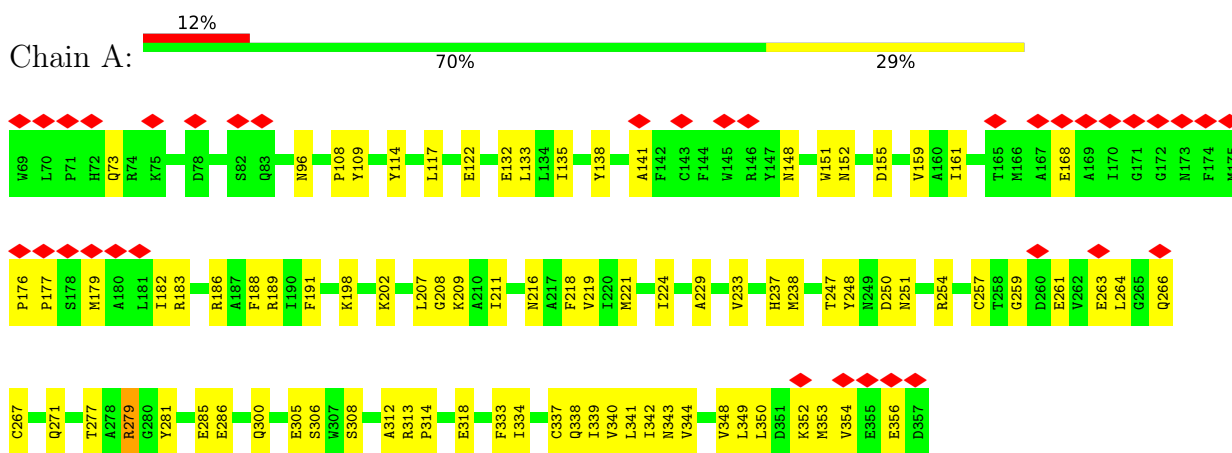 12%
Chain A:
70% 29%
W69 L70 P71 H72 Q73 R74 K75 D78 S82 Q83 N96 P108 Y109 Y114 L117 E122 E132 L133 L134 I135 Y138 A141 F142 C143 F144 W145 R146 Y147 N148 W151 N152 D155 V159 A160 I161 T165 M166 A167 E168 A169 I170 G171 G172 N173 F174 M175
P176 P177 S178 M179 A180 L181 I182 R183 R186 A187 F188 R189 I190 F191 K198 K202 L207 G208 K209 A210 I211 N216 A217 F218 V219 I220 M221 I224 A229 V233 H237 M238 T247 Y248 N249 D250 N251 R254 C257 T258 G259 D260 E261 V262 E263 L264 G265 Q266
C267 Q271 T277 A278 R279 G280 Y281 E285 E286 Q300 E305 S306 W307 S308 A312 R313 P314 E318 F333 I334 C337 Q338 I339 V340 L341 I342 N343 V344 V348 L349 L350 D351 K352 M353 V354 E355 E356 D357